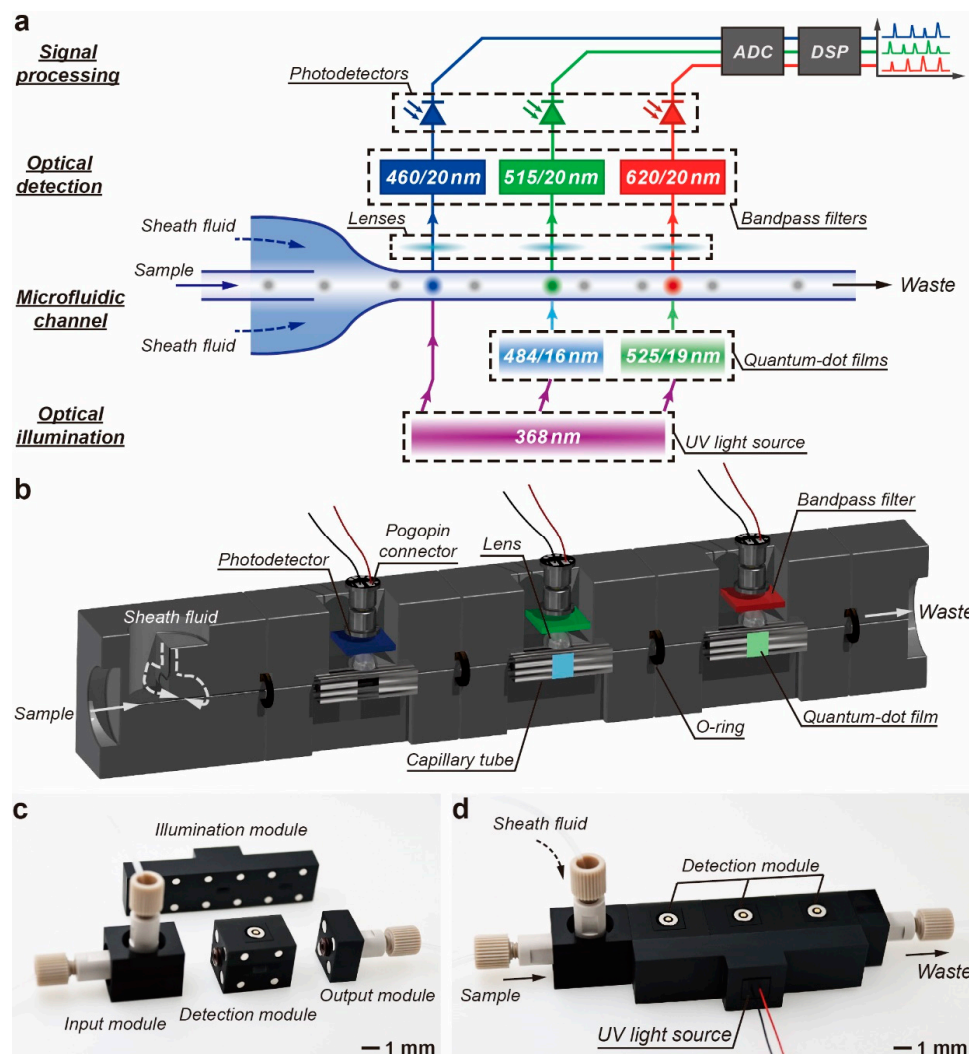 a
Signal
processing
ADC
DSP
Photodetectors
Optical
detection
460/20 nm
515/20 nm
620/20 nm
Bandpass filters
Lenses
Sheath fluid
Sample
Microfluidic
channel
Waste
Sheath fluid
484/16 nm
525/19 nm
Quantum-dot films
Optical
illumination
368 nm
UV light source
b
Photodetector
Pogopin
connector
Lens
Bandpass filter
Sheath fluid
Waste
Sample
Capillary tube
O-ring
Quantum-dot film
c
Illumination module
Input module
Detection module
Output module
1 mm
d
Sheath fluid
Detection module
Sample
Waste
UV light source
1 mm